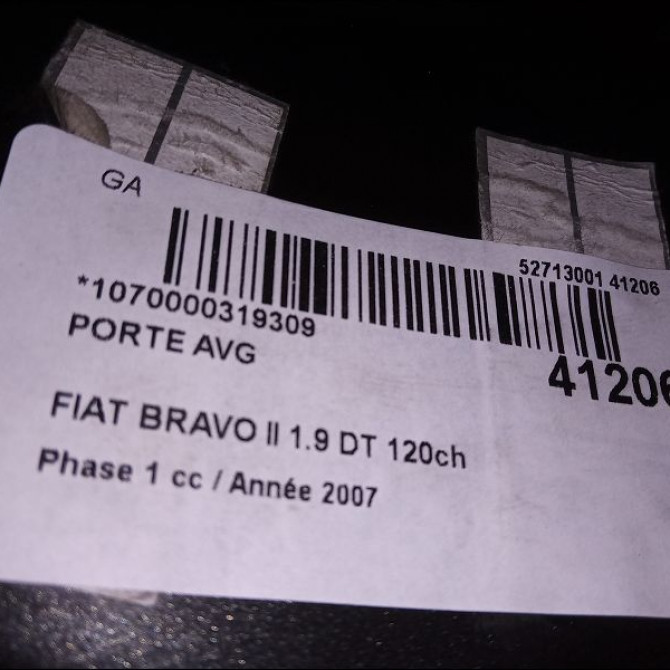 GA
52713001 41206
*1070000319309
PORTE AVG
41206
FIAT BRAVO II 1.9 DT 120ch
Phase 1 cc / Année 2007